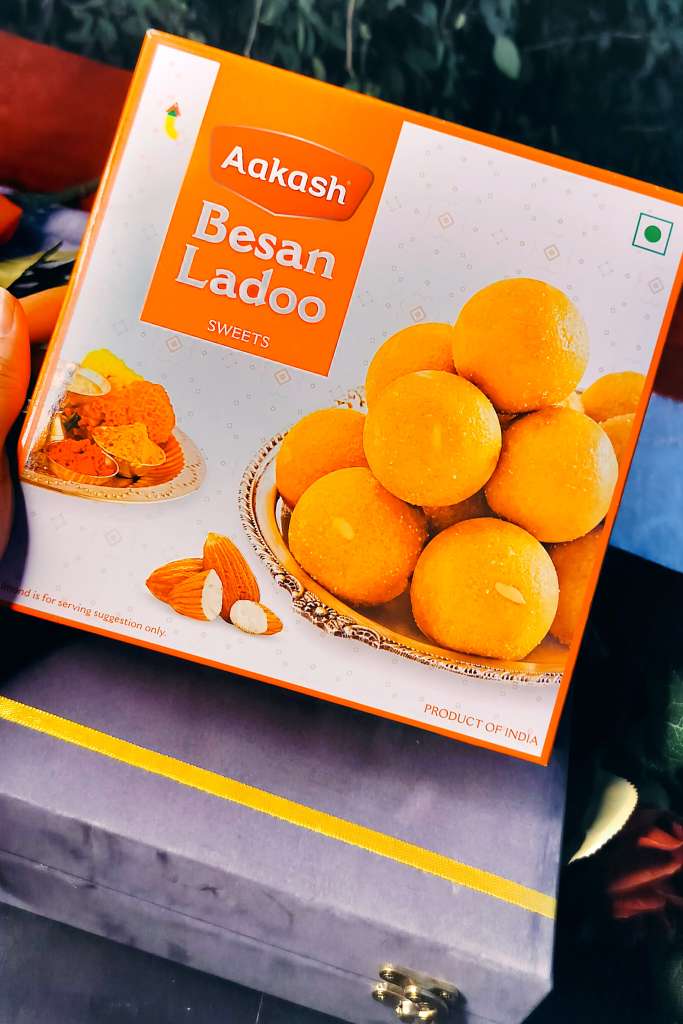 Aakash
Besan
Ladoo
SWEETS
is for serving suggestion only.
PRODUCT OF INDIA